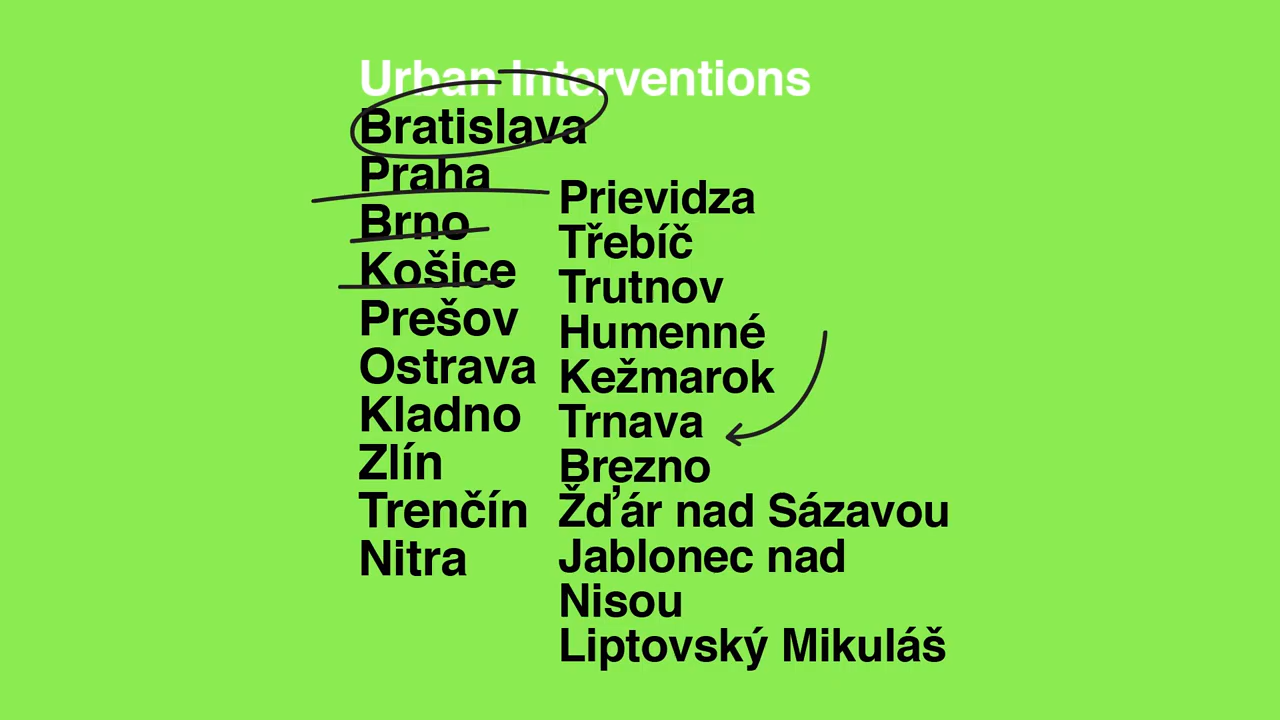 Urban Interventions
Bratislava
Praha
Brno
Košice
Prešov
Ostrava
Kladno
Zlín
Trenčín
Nitra
Prievidza
Třebíč
Trutnov
Humenné
Kežmarok
Trnava
Brezno
Žďár nad Sázavou
Jablonec nad
Nisou
Liptovský Mikuláš